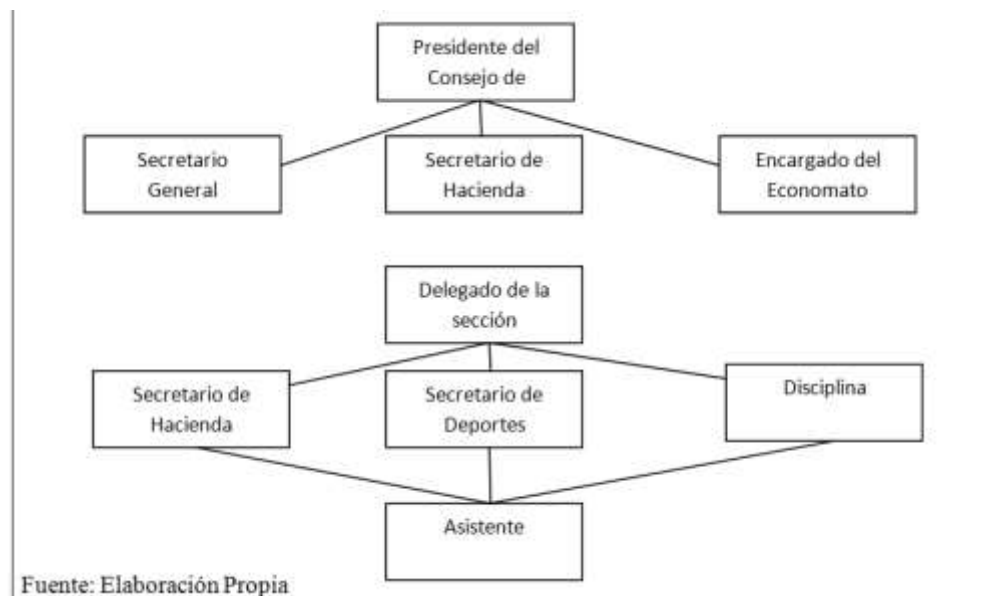 Presidente del
Consejo de
Secretario
General
Secretario de
Hacienda
Encargado del
Economato
Delegado de la
sección
Secretario de
Hacienda
Secretario de
Deportes
Disciplina
Asistente
Fuente: Elaboración Propia